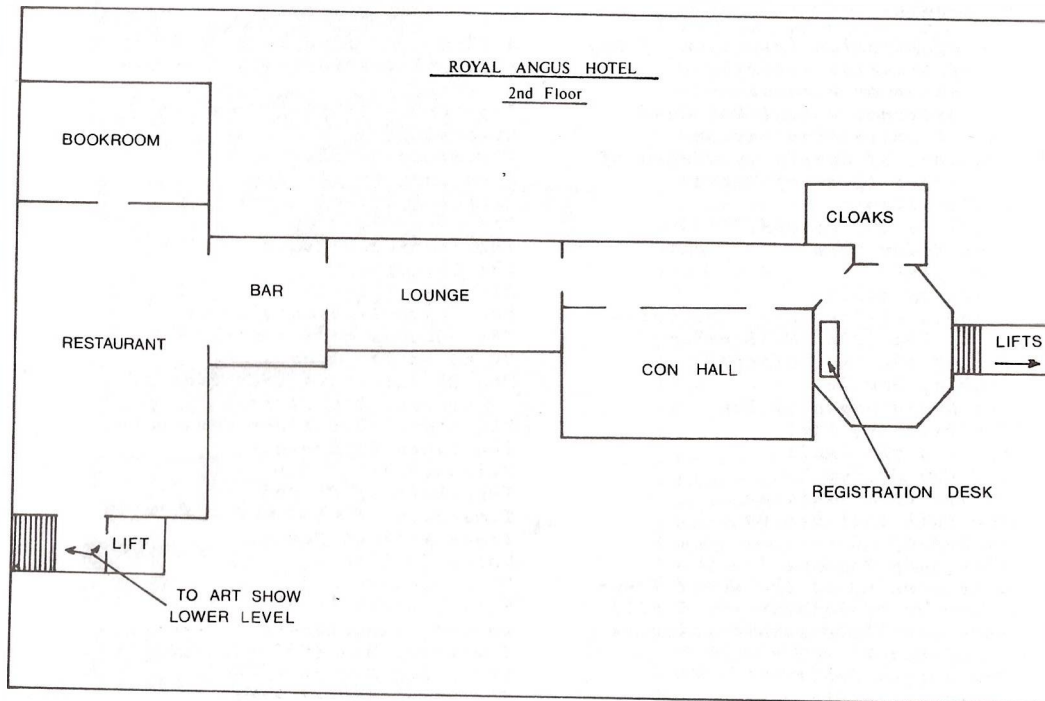 ROYAL ANGUS HOTEL
2nd Floor
BOOKROOM
CLOAKS
BAR
LOUNGE
RESTAURANT
CON HALL
LIFTS
REGISTRATION DESK
LIFT
TO ART SHOW
LOWER LEVEL